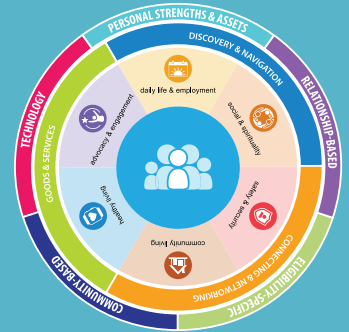 PERSONAL STRENGTHS & ASSETS
RELATIONSHIP-BASED
ELIGIBILITY-SPECIFIC
COMMUNITY-BASED
TECHNOLOGY
DISCOVERY & NAVIGATION
CONNECTING & NETWORKING
GOODS & SERVICES
daily life & employment
social & spirituality
safety & security
community living
healthy living
advocacy & engagement